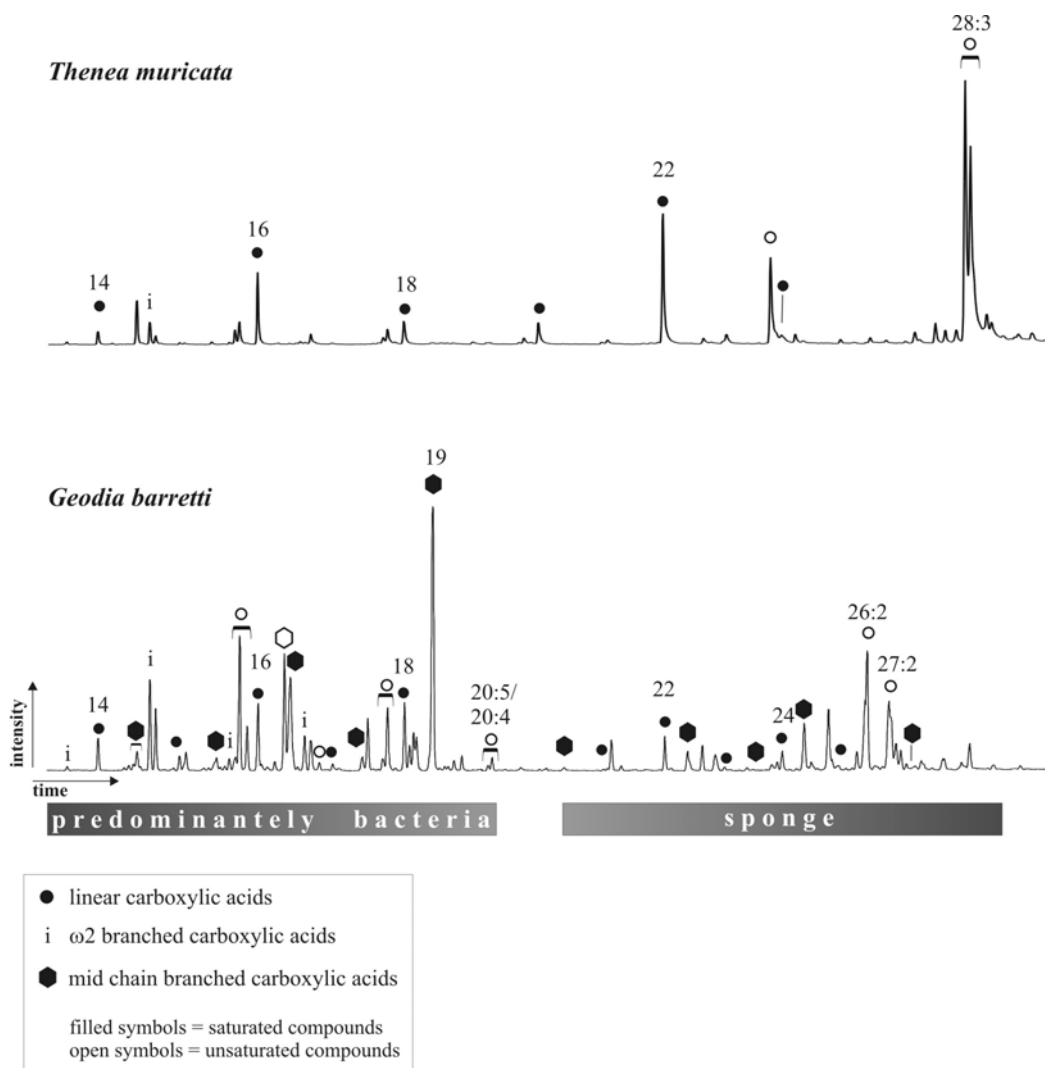 28:3
Thenea muricata
22
16
14
18
i
19
Geodia barretti
i
26:2
16
27:2
18
14
20:5/
20:4
22
i
24
i
i
intensity
time
predominantely bacteria
sponge
linear carboxylic acids
i ω2 branched carboxylic acids
mid chain branched carboxylic acids
filled symbols = saturated compounds
open symbols = unsaturated compounds